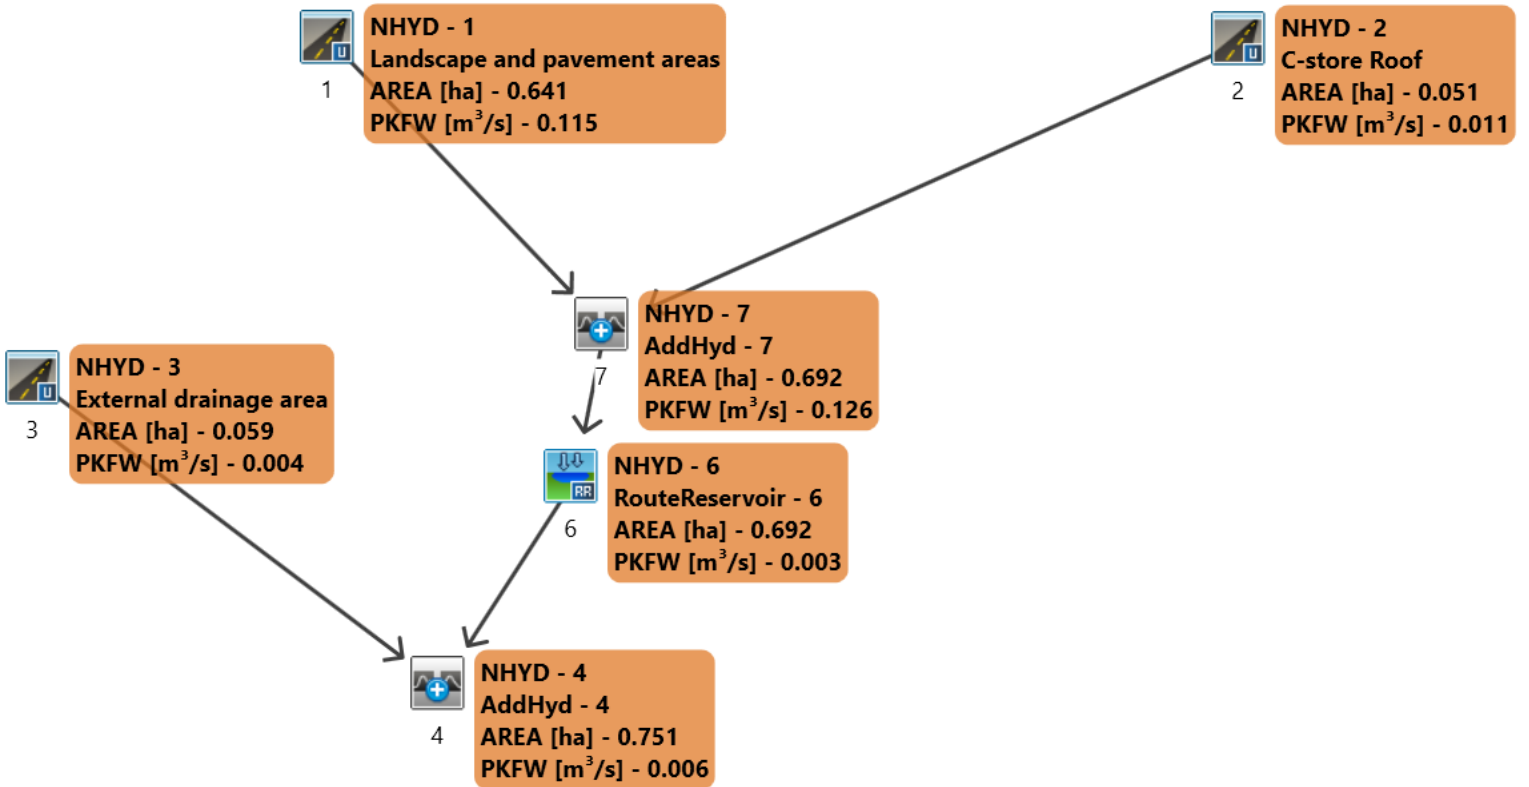 NHYD - 1
Landscape and pavement areas
AREA [ha] - 0.641
PKFW [m³/s] - 0.115
U
1
NHYD - 2
C-store Roof
AREA [ha] - 0.051
PKFW [m³/s] - 0.011
U
2
NHYD - 7
AddHyd - 7
AREA [ha] - 0.692
PKFW [m³/s] - 0.126
7
NHYD - 3
External drainage area
AREA [ha] - 0.059
PKFW [m³/s] - 0.004
U
3
NHYD - 6
RouteReservoir - 6
AREA [ha] - 0.692
PKFW [m³/s] - 0.003
RR
6
NHYD - 4
AddHyd - 4
AREA [ha] - 0.751
PKFW [m³/s] - 0.006
4